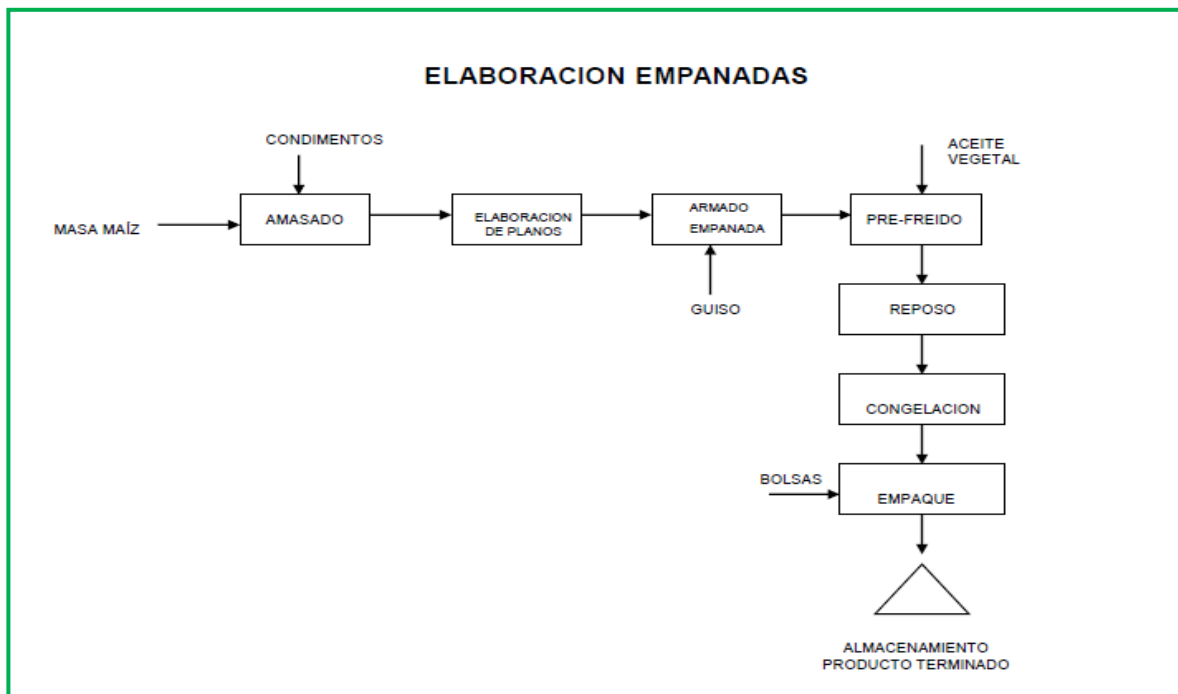 ELABORACION EMPANADAS
CONDIMENTOS
MASA MAÍZ
AMASADO
ELABORACION
DE PLANOS
ARMADO
EMPANADA
GUISO
ACEITE
VEGETAL
PRE-FREIDO
REPOSO
CONGELACION
BOLSAS
EMPAQUE
ALMACENAMIENTO
PRODUCTO TERMINADO